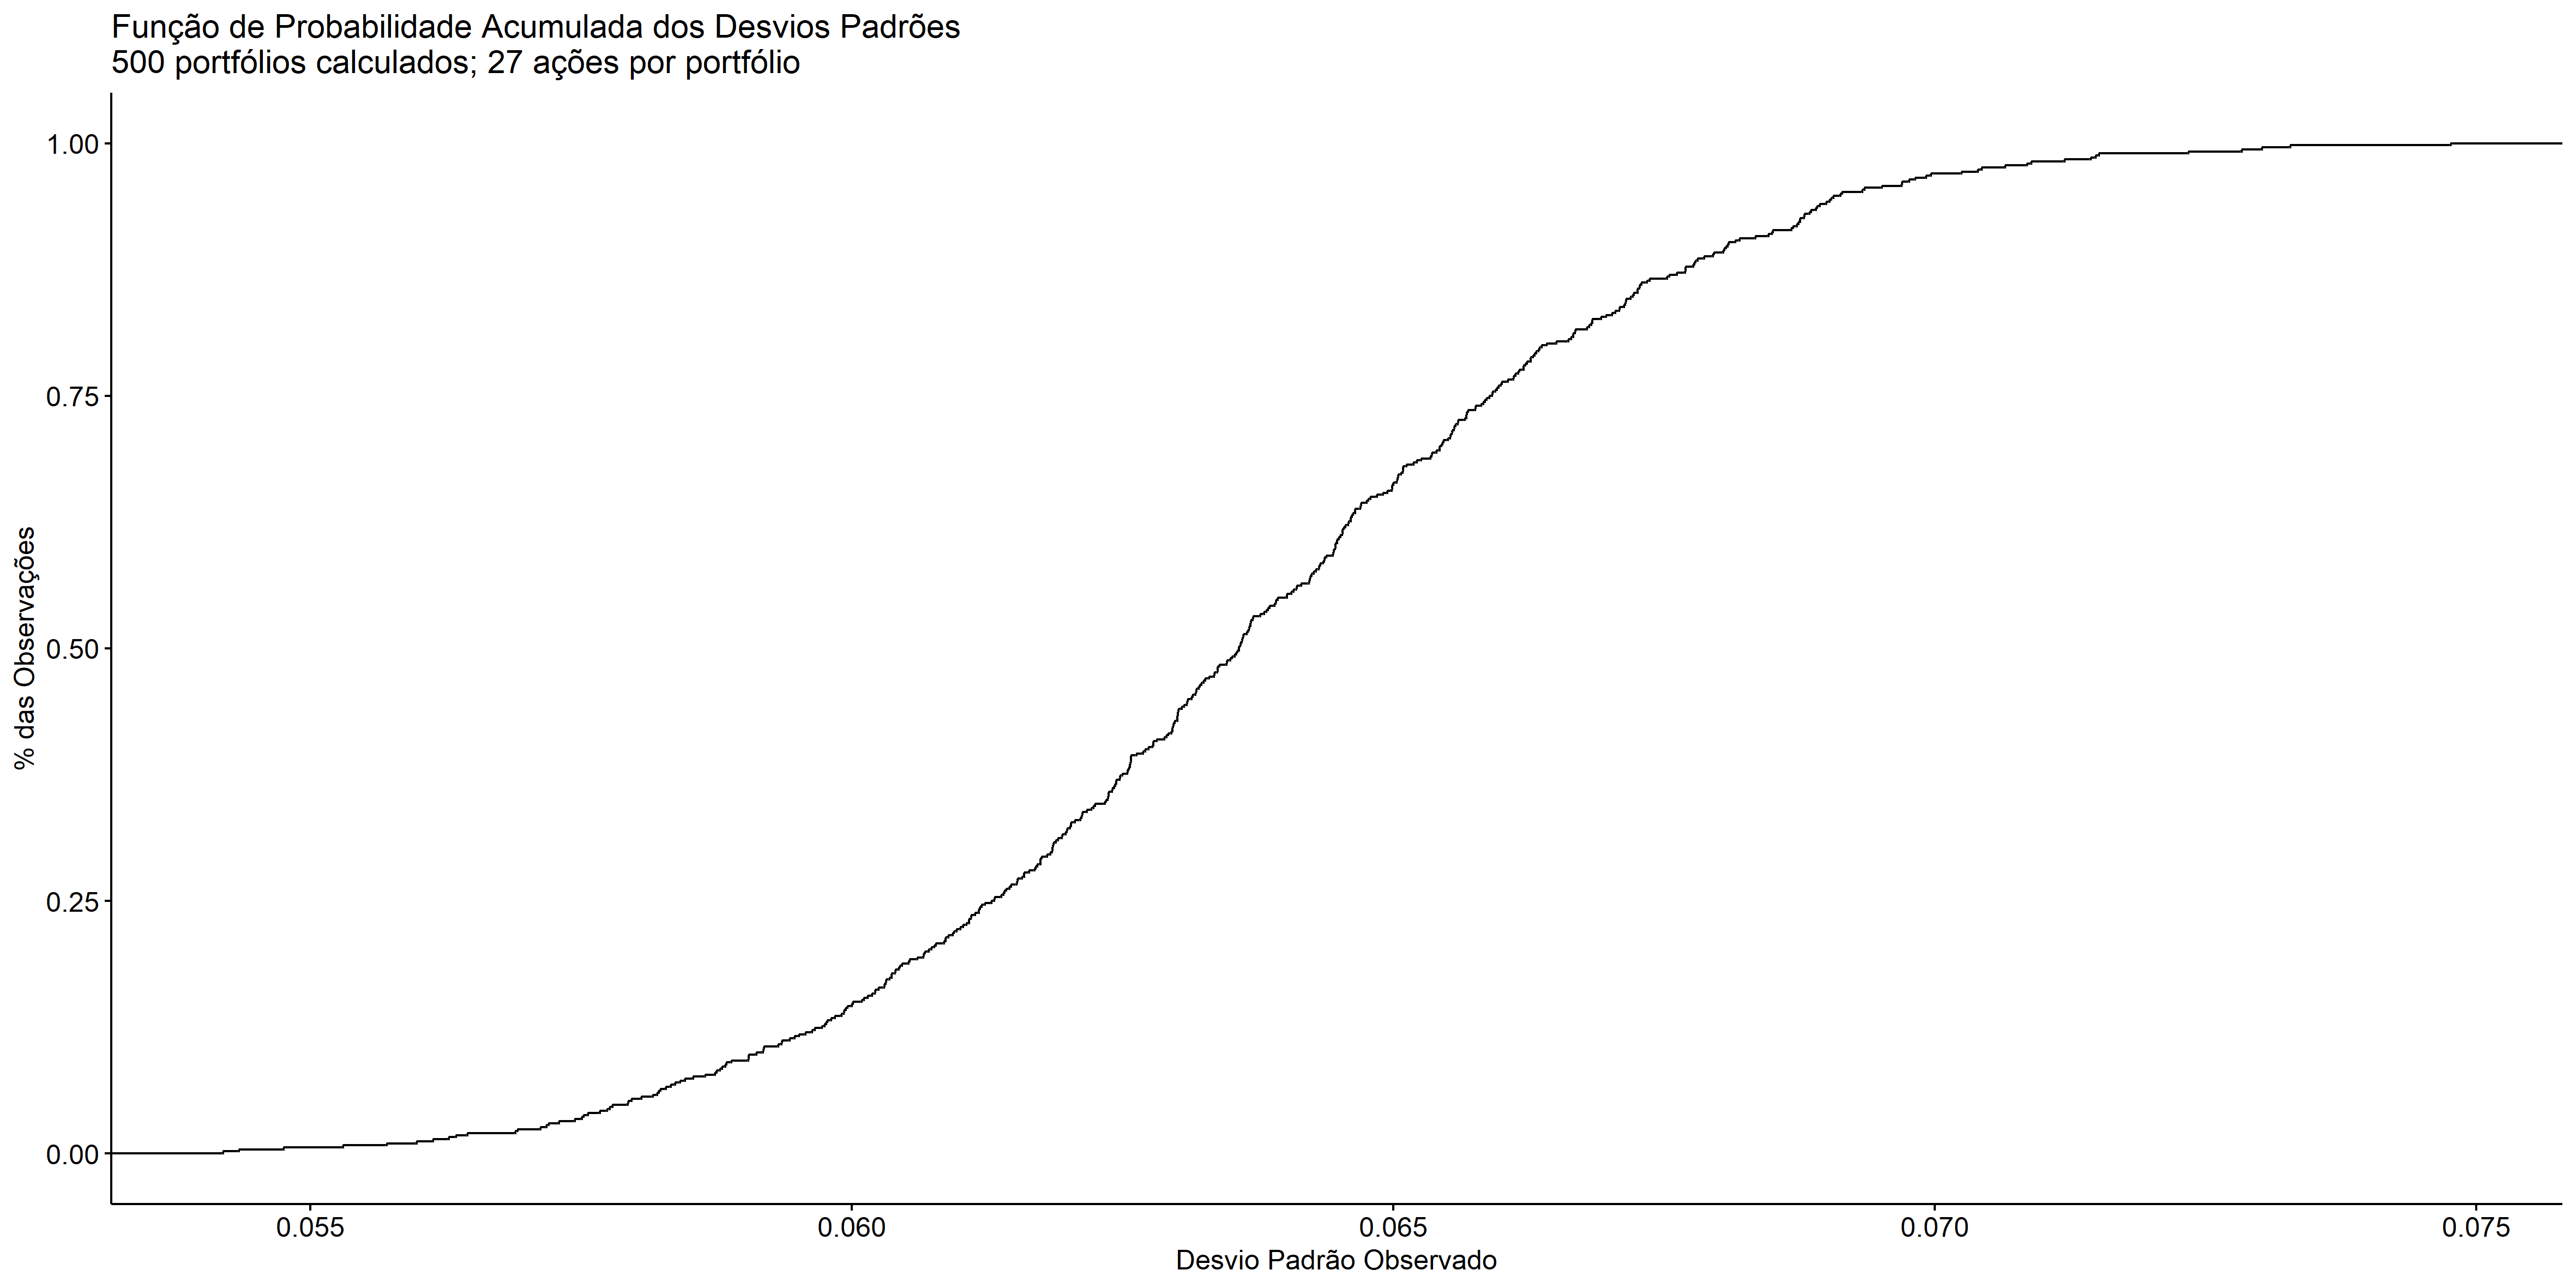 Função de Probabilidade Acumulada dos Desvios Padrões
500 portfólios calculados; 27 ações por portfólio
1.00
0.75
0.50
0.25
0.00
% das Observações
0.055
0.060
0.065
0.070
0.075
Desvio Padrão Observado